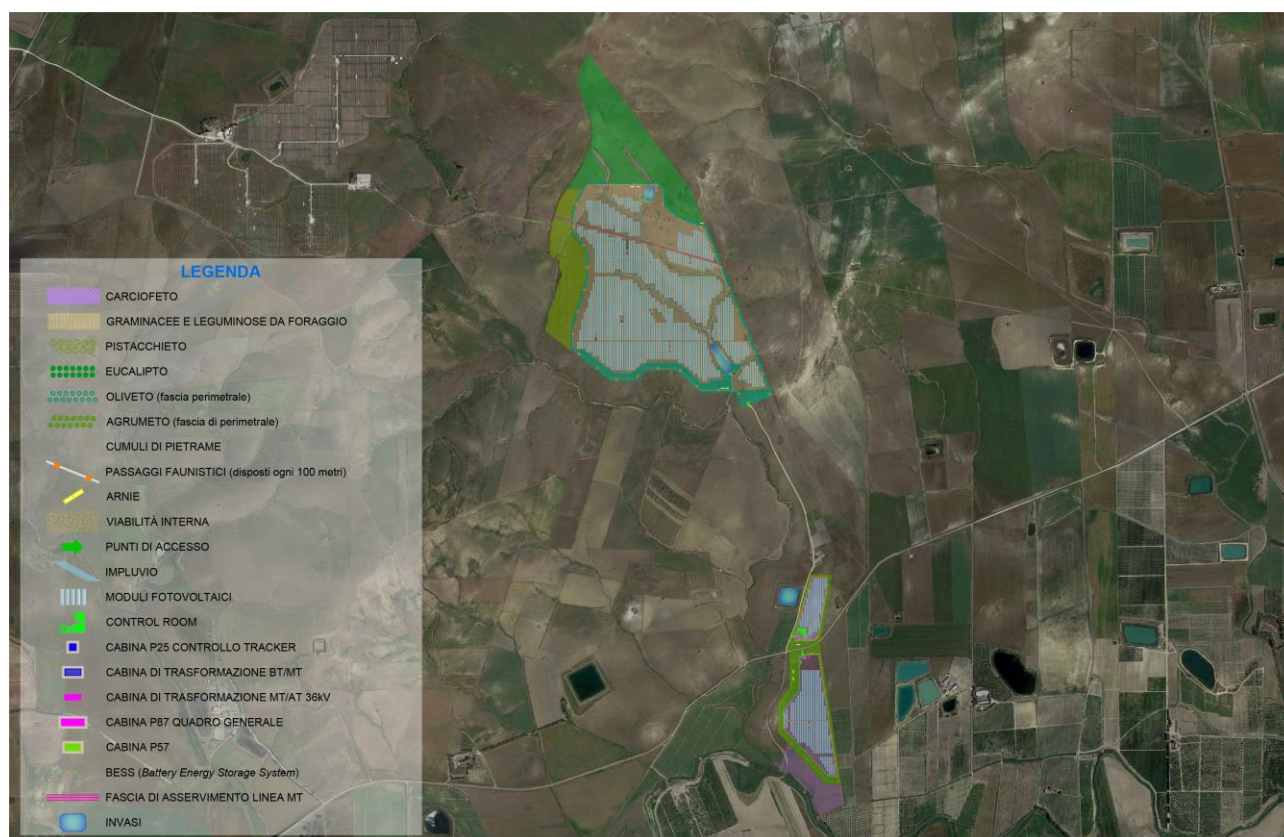 LEGENDA
CARCIOFETO
GRAMINACEE E LEGUMINOSE DA FORAGGIO
PISTACCHIETO
EUCALIPTO
OLIVETO (fascia perimetrale)
AGRUMETO (fascia di perimetrale)
CUMULI DI PIETRAME
PASSAGGI FAUNISTICI (disposti ogni 100 metri)
ARNIE
VIABILITÀ INTERNA
PUNTI DI ACCESSO
IMPLUVIO
MODULI FOTOVOLTAICI
CONTROL ROOM
CABINA P25 CONTROLLO TRACKER
CABINA DI TRASFORMAZIONE BT/MT
CABINA DI TRASFORMAZIONE MT/AT 36kV
CABINA P87 QUADRO GENERALE
CABINA P57
BESS (Battery Energy Storage System)
FASCIA DI ASSERVIMENTO LINEA MT
INVASI